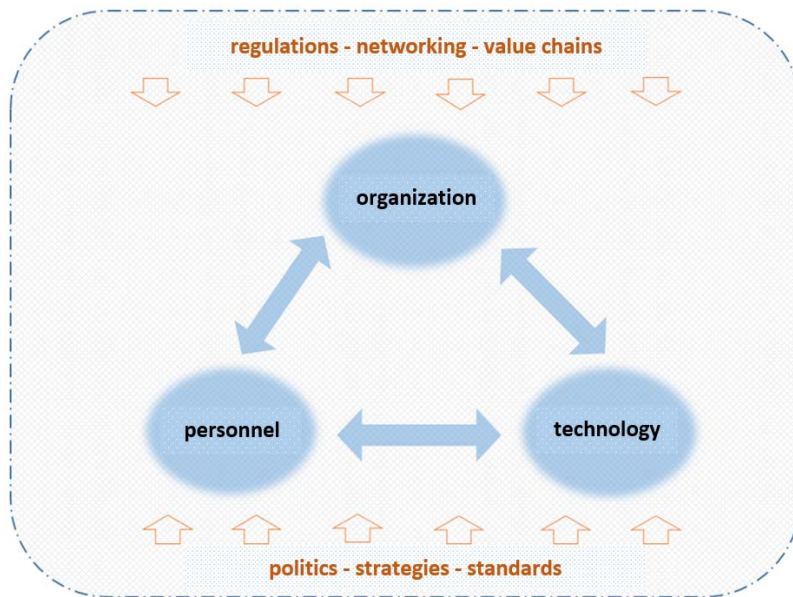 regulations - networking - value chains
organization
personnel
technology
politics - strategies - standards